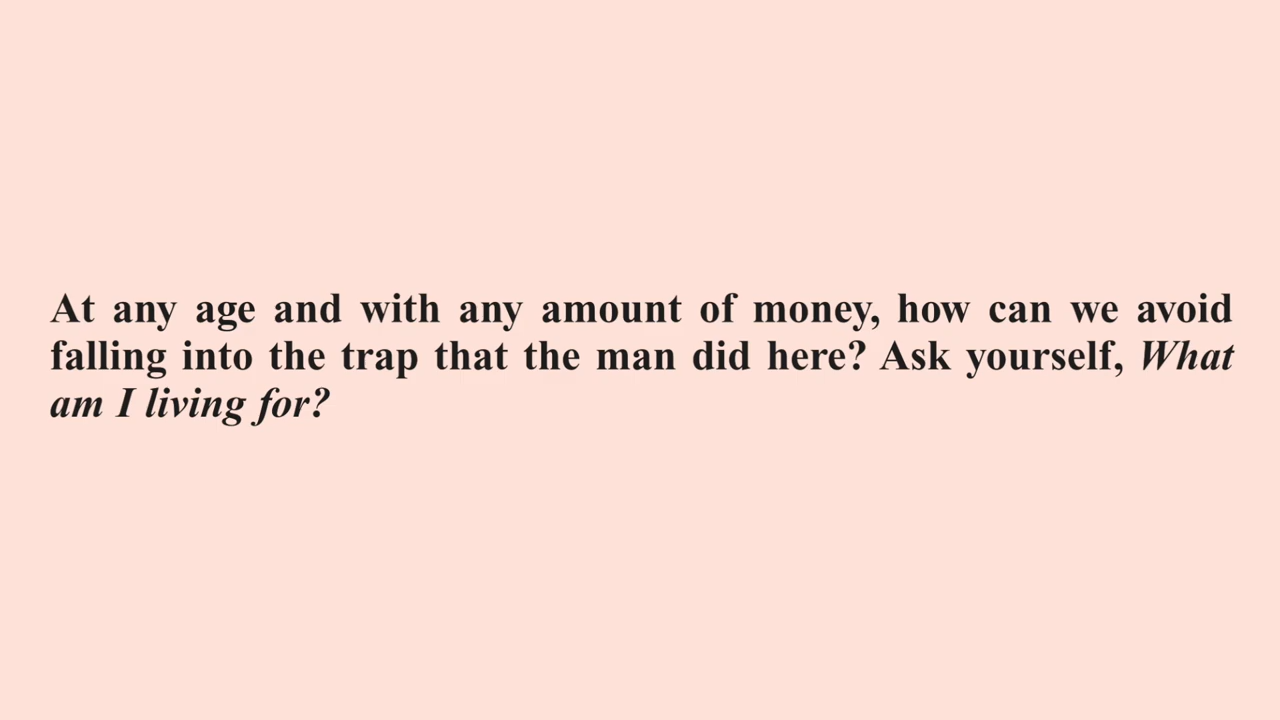 At any age and with any amount of money, how can we avoid
falling into the trap that the man did here? Ask yourself, What
am I living for?